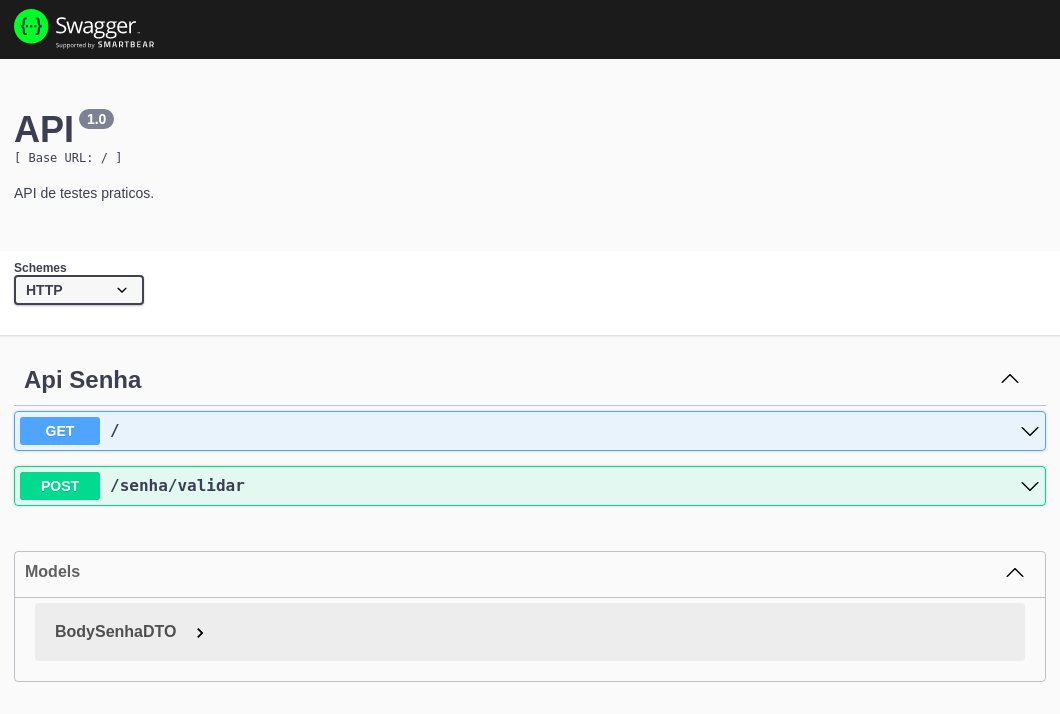 Swagger
Supported by SMARTBEAR
API 1.0
[ Base URL: / ]
API de testes praticos.
Schemes
HTTP
Api Senha
GET /
POST /senha/validar
Models
BodySenhaDTO